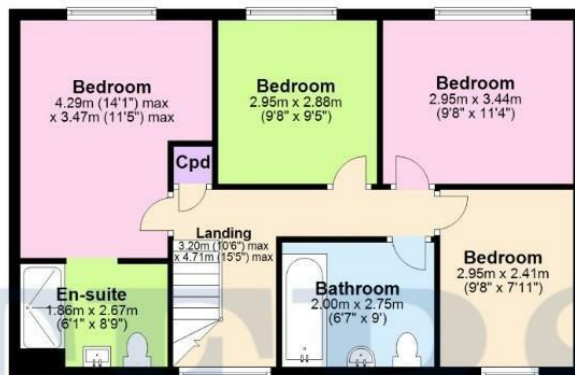 Bedroom
4.29m (14'1") max
x 3.47m (11'5") max
Bedroom
2.95m x 2.88m
(9'8" x 9'5")
Bedroom
2.95m x 3.44m
(9'8" x 11'4")
Cpd
Landing
3.20m (10'6") max
x 4.71m (15'5") max
Bedroom
2.95m x 2.41m
(9'8" x 7'11")
En-suite
1.86m x 2.67m
(6'1" x 8'9")
Bathroom
2.00m x 2.75m
(6'7" x 9')